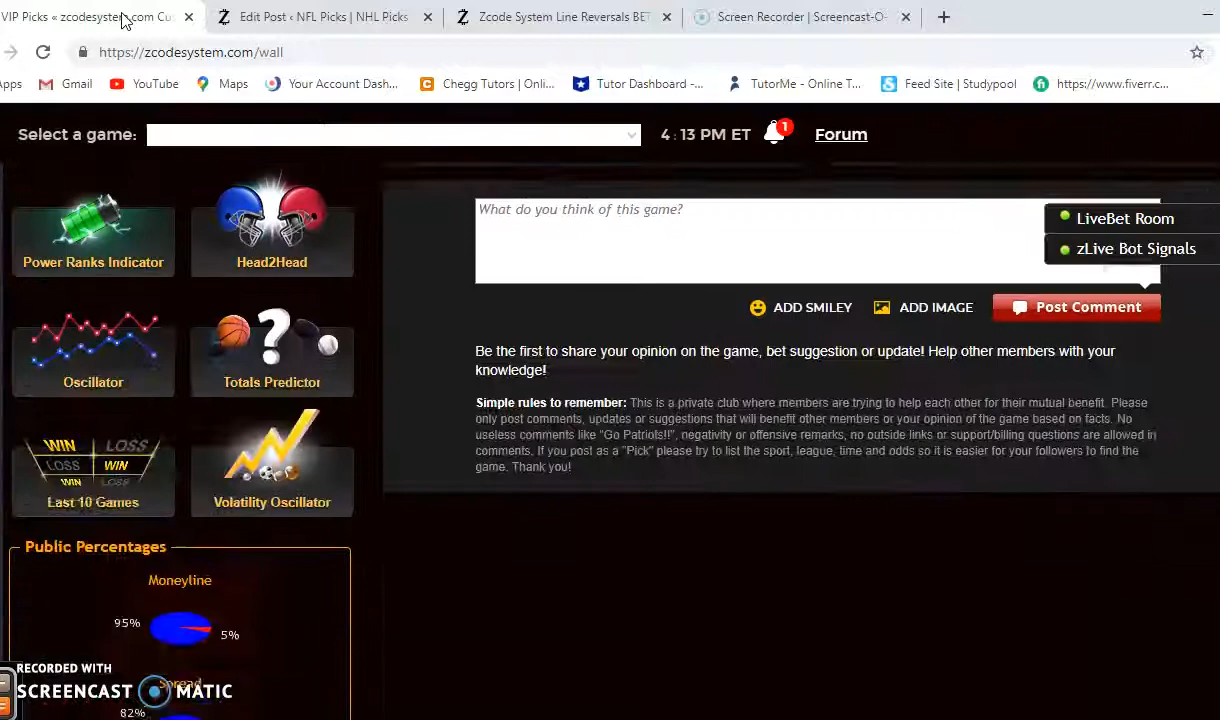 VIP Picks « zcodesystem.com Cu
Edit Post ‹ NFL Picks | NHL Picks
Zcode System Line Reversals BET
Screen Recorder | Screencast-O-
https://zcodesystem.com/wall
Apps
Gmail
YouTube
Maps
Your Account Dash...
Chegg Tutors | Onli...
Tutor Dashboard -...
TutorMe - Online T...
Feed Site | Studypool
https://www.fiverr.c...
Select a game:
4:13 PM ET
1
Forum
Power Ranks Indicator
Head2Head
What do you think of this game?
LiveBet Room
zLive Bot Signals
ADD SMILEY
ADD IMAGE
Post Comment
Be the first to share your opinion on the game, bet suggestion or update! Help other members with your
knowledge!
Simple rules to remember: This is a private club where members are trying to help each other for their mutual benefit. Please
only post comments, updates or suggestions that will benefit other members or your opinion of the game based on facts. No
useless comments like "Go Patriots!!", negativity or offensive remarks, no outside links or support/billing questions are allowed in
comments. If you post as a "Pick" please try to list the sport, league, time and odds so it is easier for your followers to find the
game. Thank you!
Oscillator
Totals Predictor
WIN LOSS
LOSS WIN
WIN LOSS
Last 10 Games
Volatility Oscillator
Public Percentages
Moneyline
95%
5%
Spread
82%
RECORDED WITH
SCREENCAST MATIC